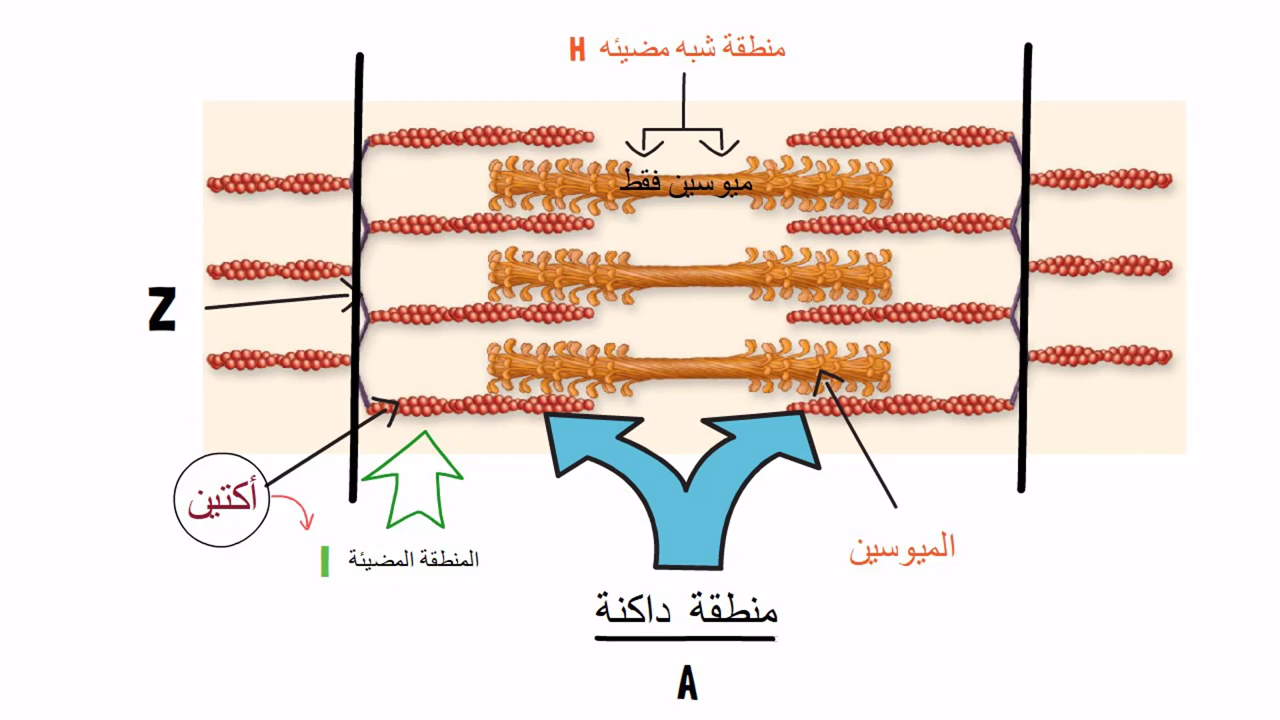 منطقة شبه مضيئه H
ميوسين فقط
Z
أكتين
المنطقة المضيئة I
الميوسين
منطقة داكنة
A